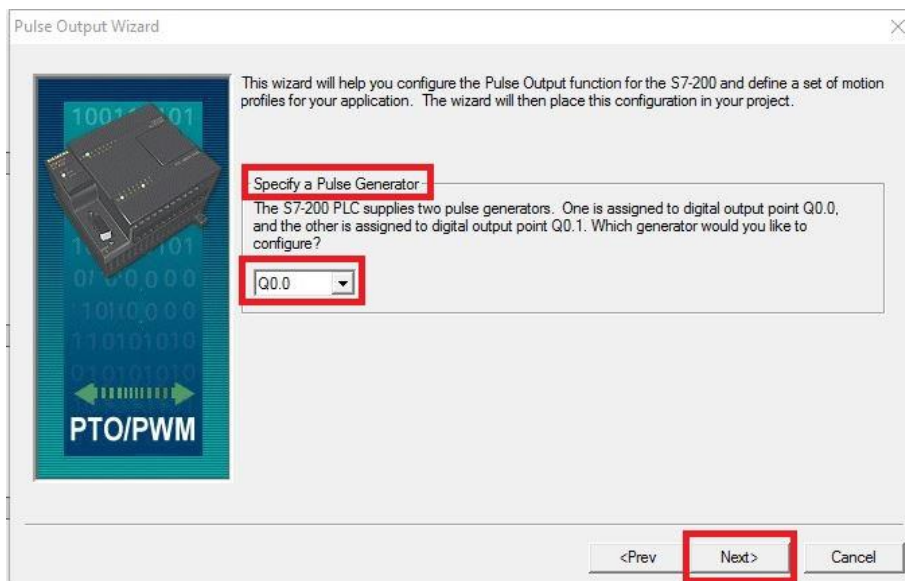 Pulse Output Wizard
This wizard will help you configure the Pulse Output function for the S7-200 and define a set of motion
profiles for your application. The wizard will then place this configuration in your project.
Specify a Pulse Generator
The S7-200 PLC supplies two pulse generators. One is assigned to digital output point Q0.0,
and the other is assigned to digital output point Q0.1. Which generator would you like to
configure?
Q0.0
PTO/PWM
<Prev
Next>
Cancel